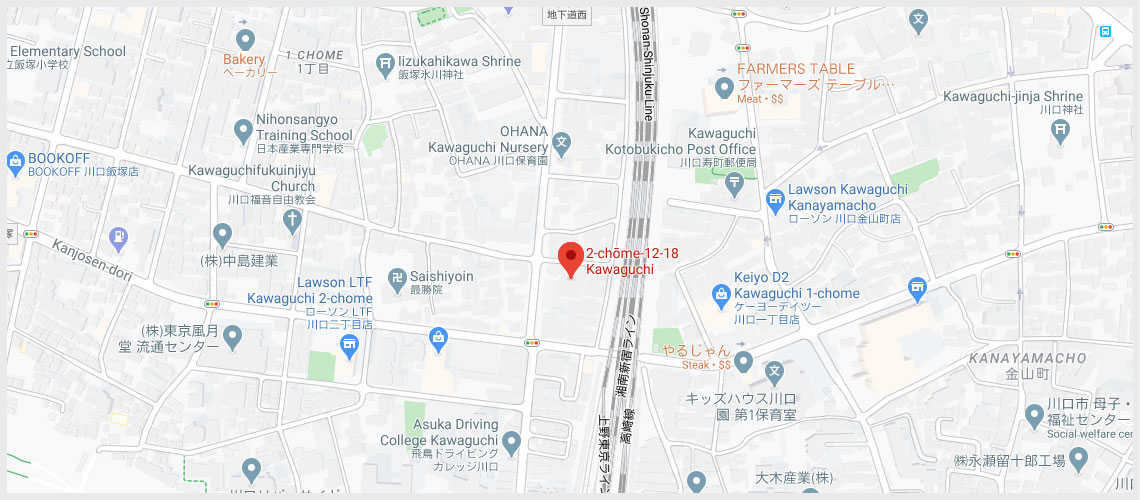 地下道西
Shonan-Shinjuku Line
Elementary School
立飯塚小学校
Bakery
ベーカリー
1 CHOME
1丁目
Iizukahikawa Shrine
飯塚氷川神社
FARMERS TABLE
ファーマーズ テーブル…
Meat • $$
Kawaguchi-jinja Shrine
川口神社
Nihonsangyo
Training School
日本産業専門学校
OHANA
Kawaguchi Nursery
OHANA 川口保育園
Kawaguchi
Kotobukicho Post Office
川口寿町郵便局
BOOKOFF
BOOKOFF 川口飯塚店
Kawaguchifukuinjiyu
Church
川口福音自由教会
Lawson Kawaguchi
Kanayamacho
ローソン 川口金山町店
Kanjosen-dori
(株)中島建業
2-chōme-12-18
Kawaguchi
Saishoyoin
最勝院
Lawson LTF
Kawaguchi 2-chome
ローソン LTF
川口二丁目店
Keiyo D2
Kawaguchi 1-chome
ケーヨーデイツー
川口一丁目店
(株)東京風月
堂 流通センター
湘南新宿ライン
やるじゃん
Steak • $$
KANAYAMACHO
金山町
キッズハウス川口
園 第1保育室
川口市 母子・
福祉センター
Social welfare cen
Asuka Driving
College Kawaguchi
飛鳥ドライビング
カレッジ川口
高崎線
上野東京ライン
㈱永瀬留十郎工場
大木産業(株)